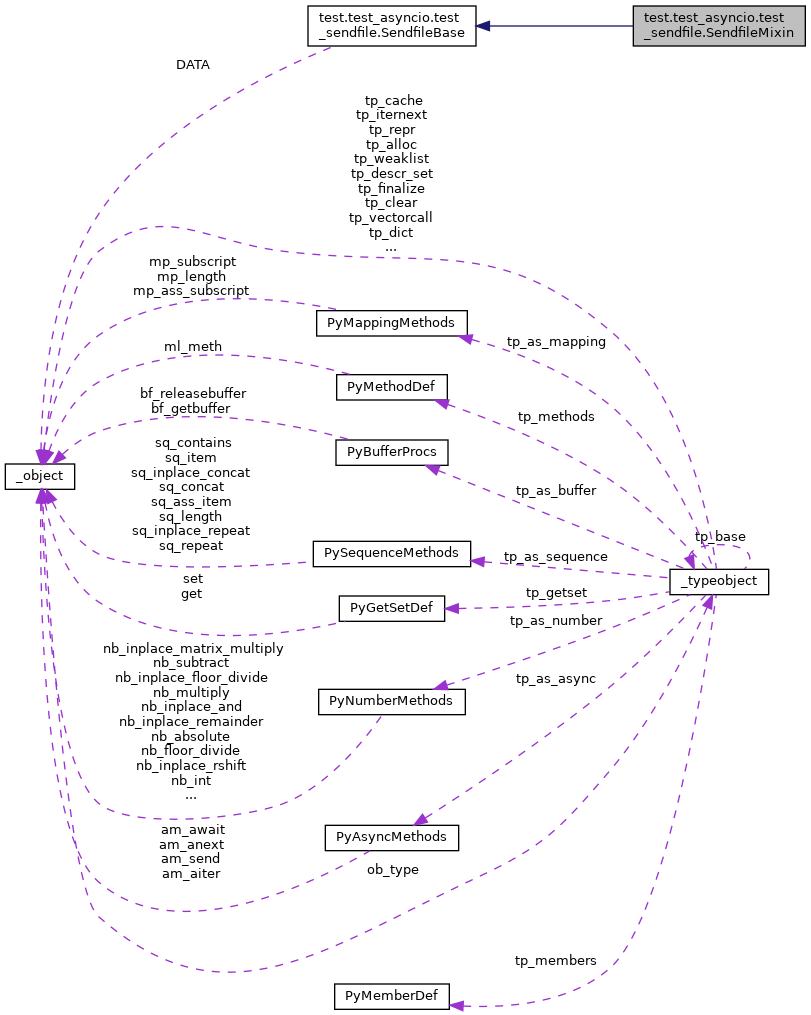 test.test_asyncio.test
_sendfile.SendfileBase
test.test_asyncio.test
_sendfile.SendfileMixin
DATA
tp_cache
tp_iternext
tp_repr
tp_alloc
tp_weaklist
tp_descr_set
tp_finalize
tp_clear
tp_vectorcall
tp_dict
...
mp_subscript
mp_length
mp_ass_subscript
PyMappingMethods
tp_as_mapping
ml_meth
PyMethodDef
tp_methods
bf_releasebuffer
bf_getbuffer
PyBufferProcs
tp_as_buffer
_object
sq_contains
sq_item
sq_inplace_concat
sq_concat
sq_ass_item
sq_length
sq_inplace_repeat
sq_repeat
PySequenceMethods
tp_as_sequence
tp_base
_typeobject
set
get
PyGetSetDef
tp_getset
tp_as_number
nb_inplace_matrix_multiply
nb_subtract
nb_inplace_floor_divide
nb_multiply
nb_inplace_and
nb_inplace_remainder
nb_absolute
nb_floor_divide
nb_inplace_rshift
nb_int
...
PyNumberMethods
tp_as_async
am_await
am_anext
am_send
am_aiter
PyAsyncMethods
ob_type
tp_members
PyMemberDef